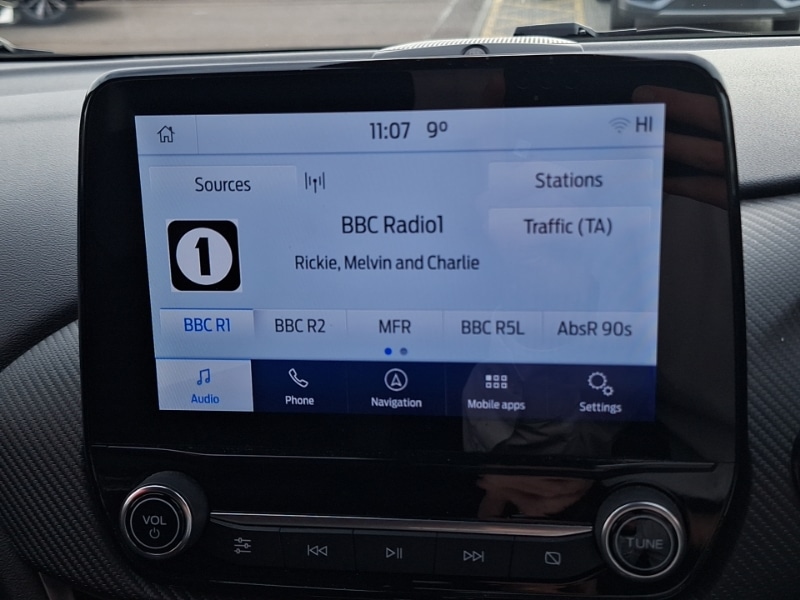 11:07 9º HI
Sources Stations
BBC Radio1 Traffic (TA)
1
Rickie, Melvin and Charlie
BBC R1 BBC R2 MFR BBC R5L AbsR 90s
Audio Phone Navigation Mobile apps Settings
VOL TUNE